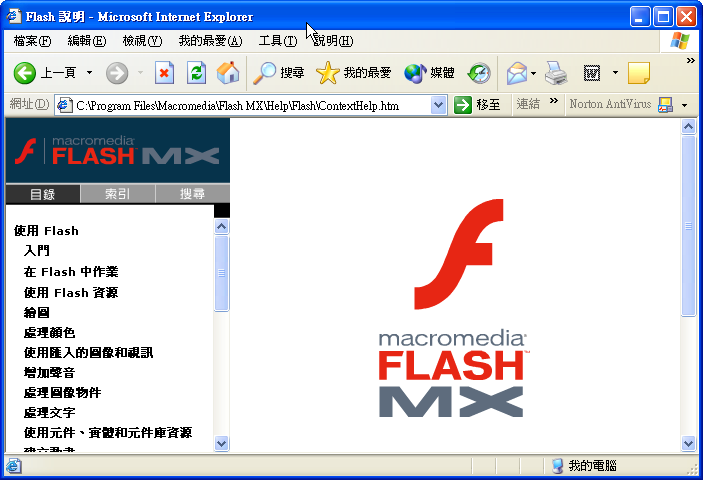 Flash 說明 - Microsoft Internet Explorer
檔案(F) 編輯(E) 檢視(V) 我的最愛(A) 工具(T) 說明(H)
上一頁 搜尋 我的最愛 媒體
網址(D) C:\Program Files\Macromedia\Flash MX\Help\Flash\ContextHelp.htm 移至 連結 Norton AntiVirus
macromedia
FLASH MX
目錄 索引 搜尋
使用 Flash
入門
在 Flash 中作業
使用 Flash 資源
繪圖
處理顏色
使用匯入的圖像和視訊
增加聲音
處理圖像物件
處理文字
使用元件、實體和元件庫資源
macromedia®
FLASH™
MX
我的電腦